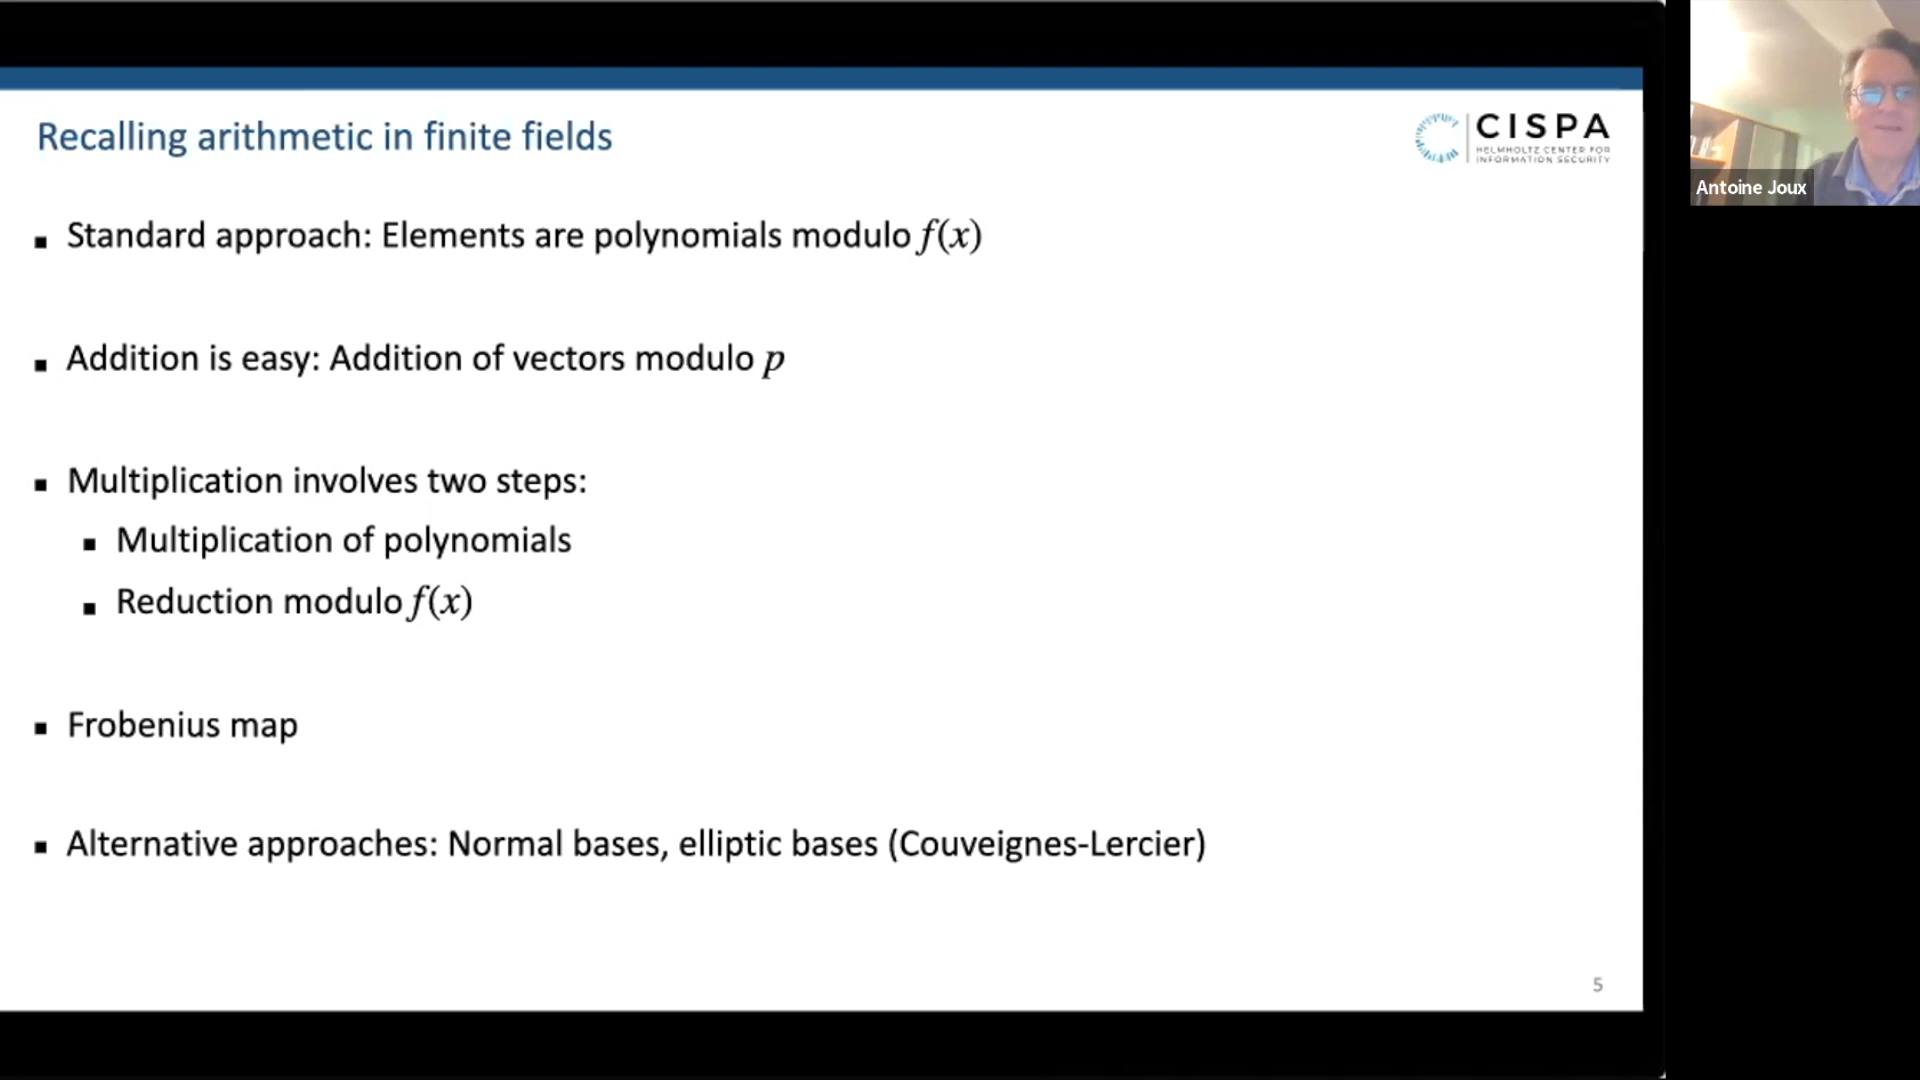 Recalling arithmetic in finite fields
CISPA
HELMHOLTZ CENTER FOR
INFORMATION SECURITY
Antoine Joux
▪ Standard approach: Elements are polynomials modulo f(x)
▪ Addition is easy: Addition of vectors modulo p
▪ Multiplication involves two steps:
▪ Multiplication of polynomials
▪ Reduction modulo f(x)
▪ Frobenius map
▪ Alternative approaches: Normal bases, elliptic bases (Couveignes-Lercier)
5